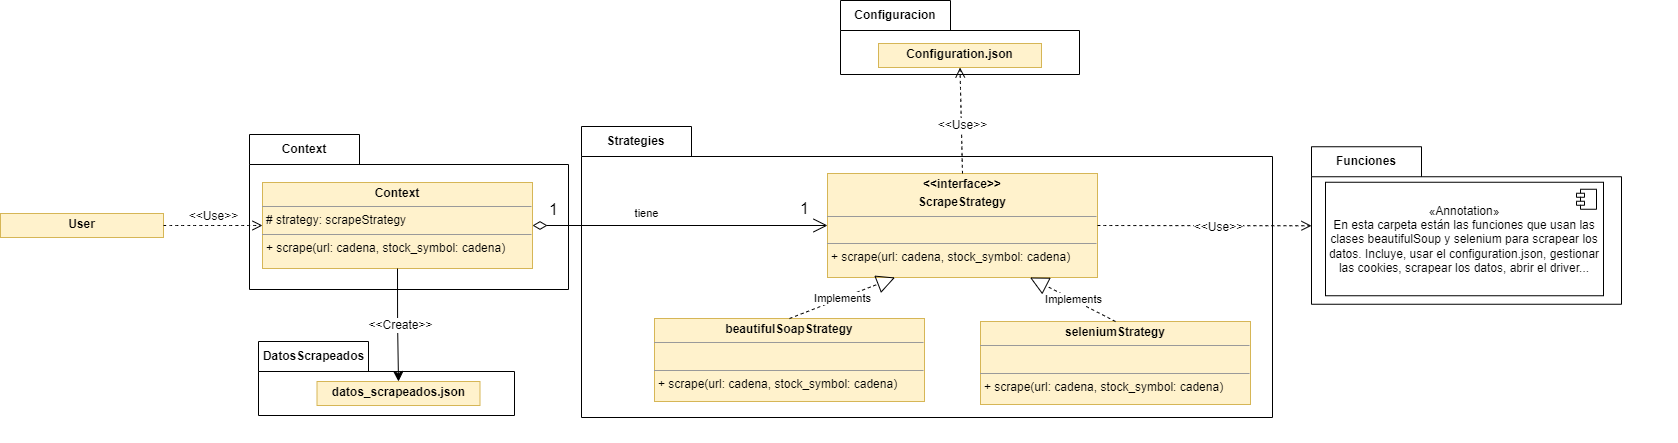 Configuracion
Configuration.json
<<Use>>
Context
Context
# strategy: scrapeStrategy
+ scrape(url: cadena, stock_symbol: cadena)
User
<<Use>>
1
tiene
1
Strategies
<<interface>>
ScrapeStrategy
+ scrape(url: cadena, stock_symbol: cadena)
<<Use>>
Funciones
«Annotation»
En esta carpeta están las funciones que usan las
clases beautifulSoup y selenium para scrapear los
datos. Incluye, usar el configuration.json, gestionar
las cookies, scrapear los datos, abrir el driver...
Implements
Implements
beautifulSoapStrategy
+ scrape(url: cadena, stock_symbol: cadena)
seleniumStrategy
+ scrape(url: cadena, stock_symbol: cadena)
<<Create>>
DatosScrapeados
datos_scrapeados.json